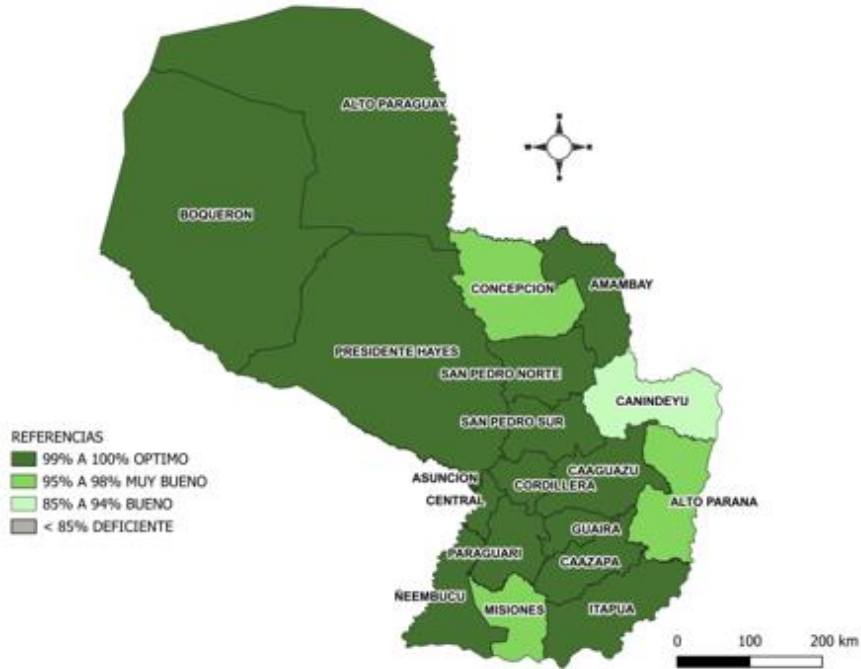 ALTO PARAGUAY
BOQUERON
CONCEPCION
AMAMBAY
PRESIDENTE HAYES
SAN PEDRO NORTE
CANINDEYU
SAN PEDRO SUR
REFERENCIAS
99% A 100% OPTIMO
95% A 98% MUY BUENO
85% A 94% BUENO
< 85% DEFICIENTE
ASUNCION
CAAGUAZU
CORDILLERA
CENTRAL
ALTO PARANA
GUAIRA
PARAGUARI
CAAZAPA
ÑEEMBUCU
MISIONES
ITAPUA
0 100 200 km